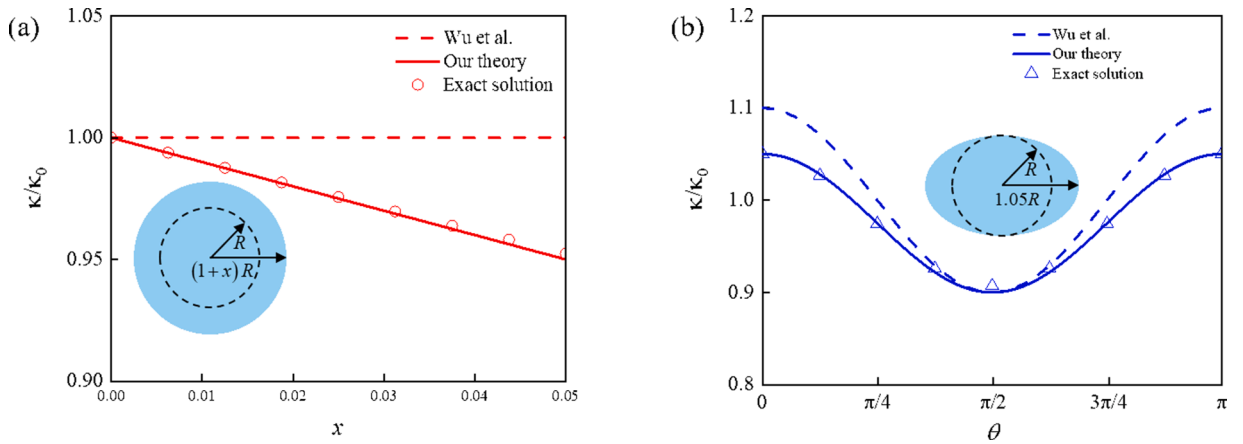 (a)
1.05
1.00
0.95
0.90
κ/κ0
Wu et al.
Our theory
Exact solution
R
(1+x) R
0.00 0.01 0.02 0.03 0.04 0.05
x
(b)
1.2
1.1
1.0
0.9
0.8
κ/κ0
Wu et al.
Our theory
Exact solution
R
1.05R
0 π/4 π/2 3π/4 π
θ